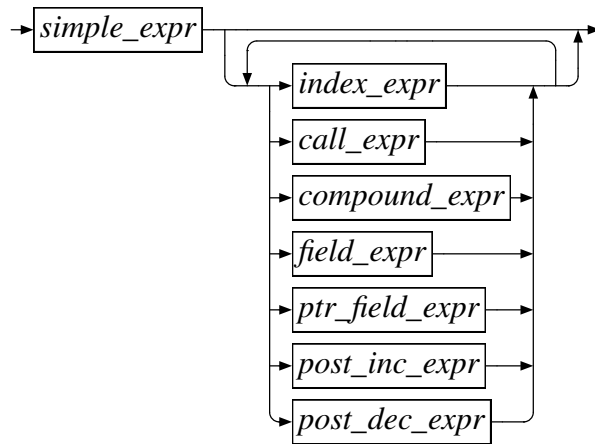 simple_expr
index_expr
call_expr
compound_expr
field_expr
ptr_field_expr
post_inc_expr
post_dec_expr